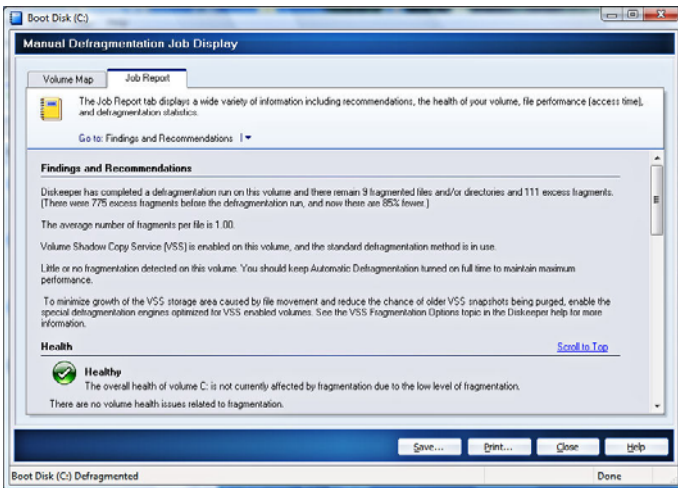 Boot Disk (C:)
Manual Defragmentation Job Display
Volume Map
Job Report
The Job Report tab displays a wide variety of information including recommendations, the health of your volume, file performance (access time),
and defragmentation statistics.
Go to: Findings and Recommendations
Findings and Recommendations
Diskeeper has completed a defragmentation run on this volume and there remain 9 fragmented files and/or directories and 111 excess fragments.
(There were 775 excess fragments before the defragmentation run, and now there are 85% fewer.)
The average number of fragments per file is 1.00.
Volume Shadow Copy Service (VSS) is enabled on this volume, and the standard defragmentation method is in use.
Little or no fragmentation detected on this volume. You should keep Automatic Defragmentation turned on full time to maintain maximum
performance.
To minimize growth of the VSS storage area caused by file movement and reduce the chance of older VSS snapshots being purged, enable the
special defragmentation engines optimized for VSS enabled volumes. See the VSS Fragmentation Options topic in the Diskeeper help for more
information.
Health
Scroll to Top
Healthy
The overall health of volume C: is not currently affected by fragmentation due to the low level of fragmentation.
There are no volume health issues related to fragmentation.
Save...
Print...
Close
Help
Boot Disk (C:) Defragmented
Done